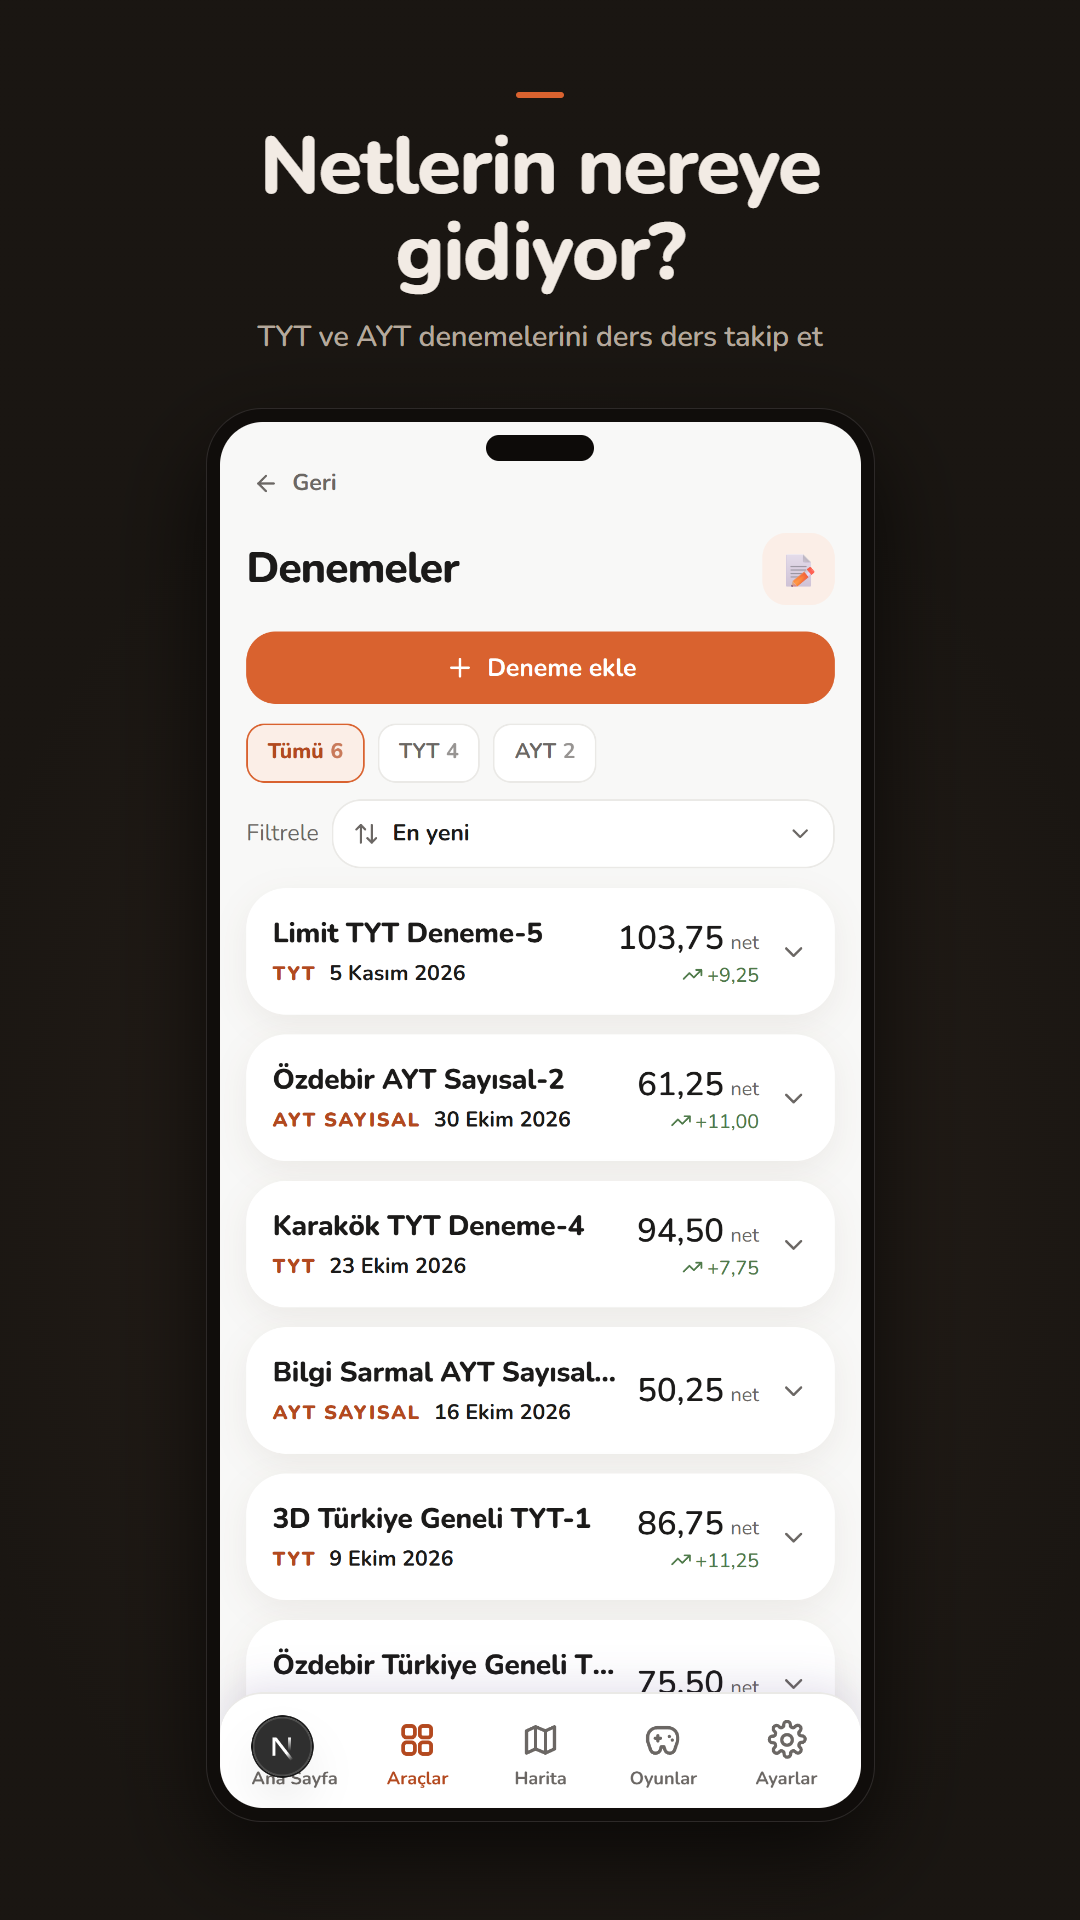 Netlerin nereye
gidiyor?
TYT ve AYT denemelerini ders ders takip et
Geri
Denemeler
Deneme ekle
Tümü 6
TYT 4
AYT 2
Filtrele
En yeni
Limit TYT Deneme-5
103,75 net
TYT 5 Kasım 2026
+9,25
Özdebir AYT Sayısal-2
61,25 net
AYT SAYISAL 30 Ekim 2026
+11,00
Karakök TYT Deneme-4
94,50 net
TYT 23 Ekim 2026
+7,75
Bilgi Sarmal AYT Sayısal...
50,25 net
AYT SAYISAL 16 Ekim 2026
3D Türkiye Geneli TYT-1
86,75 net
TYT 9 Ekim 2026
+11,25
Özdebir Türkiye Geneli T...
75,50 net
N
Ana Sayfa
Araçlar
Harita
Oyunlar
Ayarlar